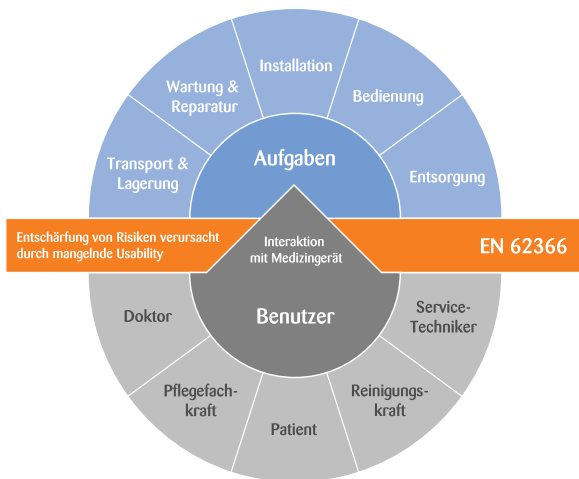 Installation
Wartung &
Reparatur
Bedienung
Transport &
Lagerung
Aufgaben
Entsorgung
Entschärfung von Risiken verursacht
durch mangelnde Usability
Interaktion
mit Medizingerät
EN 62366
Doktor
Benutzer
Service-
Techniker
Pflegefach-
kraft
Patient
Reinigungs-
kraft